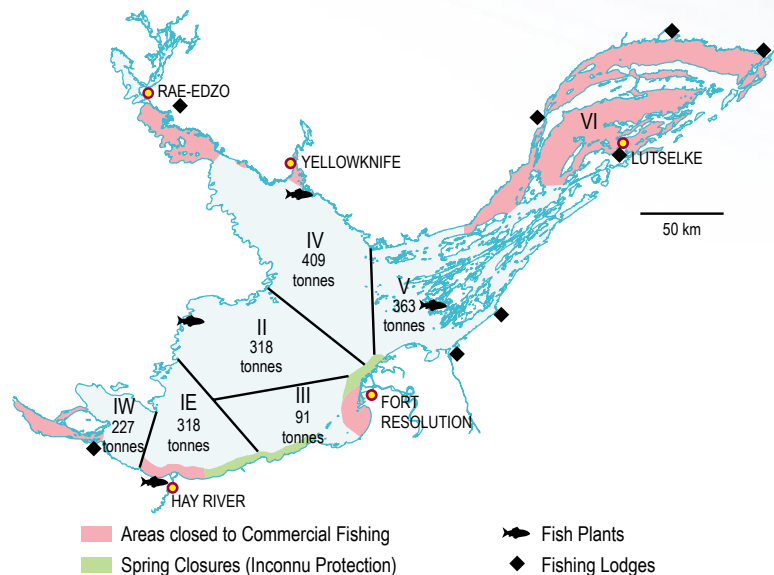 RAE-EDZO
YELLOWKNIFE
VI
LUTSELKE
50 km
IV
409
tonnes
V
363
tonnes
II
318
tonnes
III
91
tonnes
FORT
RESOLUTION
IW
227
tonnes
IE
318
tonnes
HAY RIVER
Areas closed to Commercial Fishing
Spring Closures (Inconnu Protection)
Fish Plants
Fishing Lodges